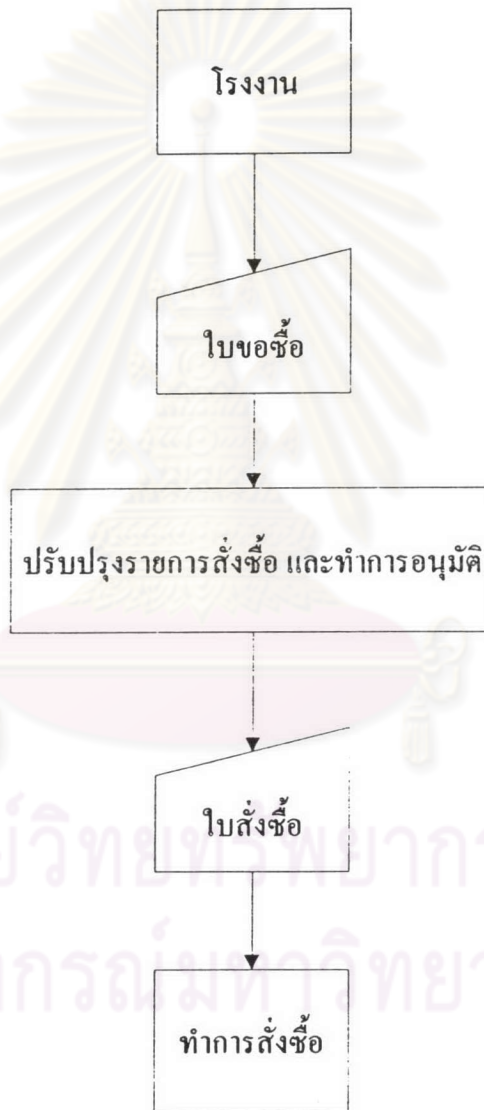 โรงงาน
ใบขอซื้อ
ปรับปรุงรายการสั่งซื้อ และทำการอนุมัติ
ใบสั่งซื้อ
ทำการสั่งซื้อ